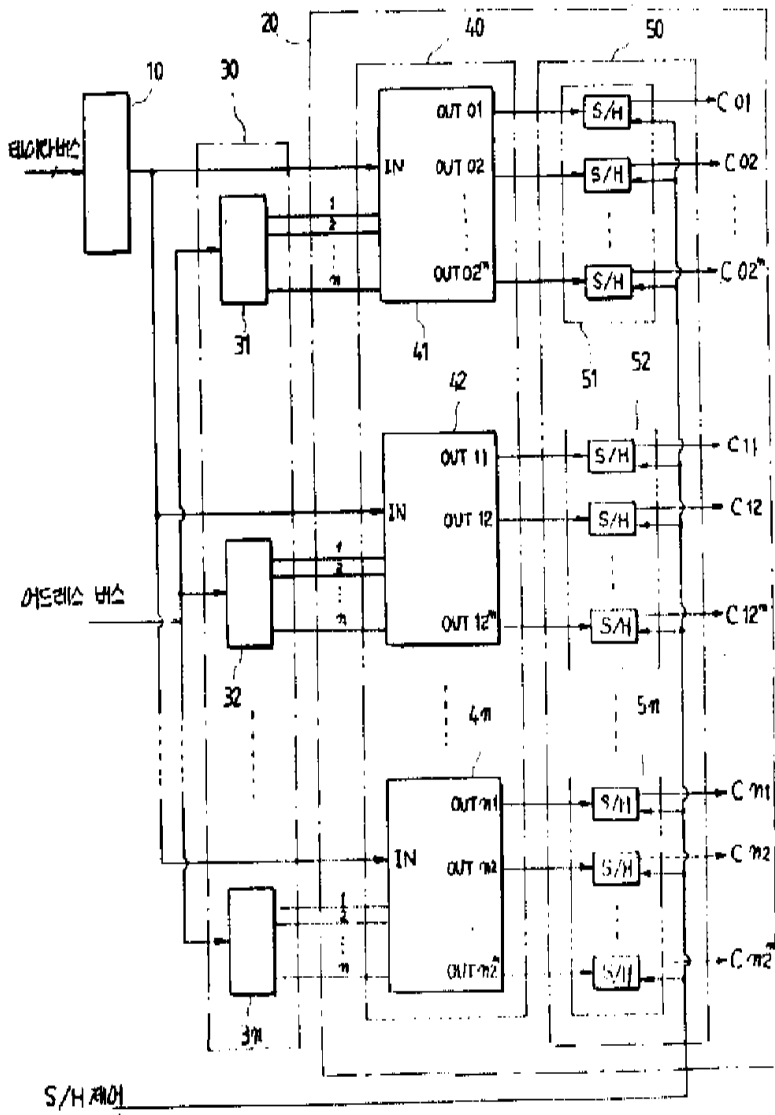 20
40
50
10
30
OUT 01
S/H
C 01
데이타버스
IN
OUT 02
S/H
C 02
1
2
n
OUT 02ⁿ
S/H
C 02ⁿ
31
41
51
52
42
OUT 11
S/H
C 11
IN
OUT 12
S/H
C 12
1
2
n
어드레스 버스
OUT 12ⁿ
S/H
C 12ⁿ
32
4n
5n
OUT n1
S/H
C n1
IN
OUT n2
S/H
C n2
1
2
n
OUT n2ⁿ
S/H
C n2ⁿ
3n
S/H 제어